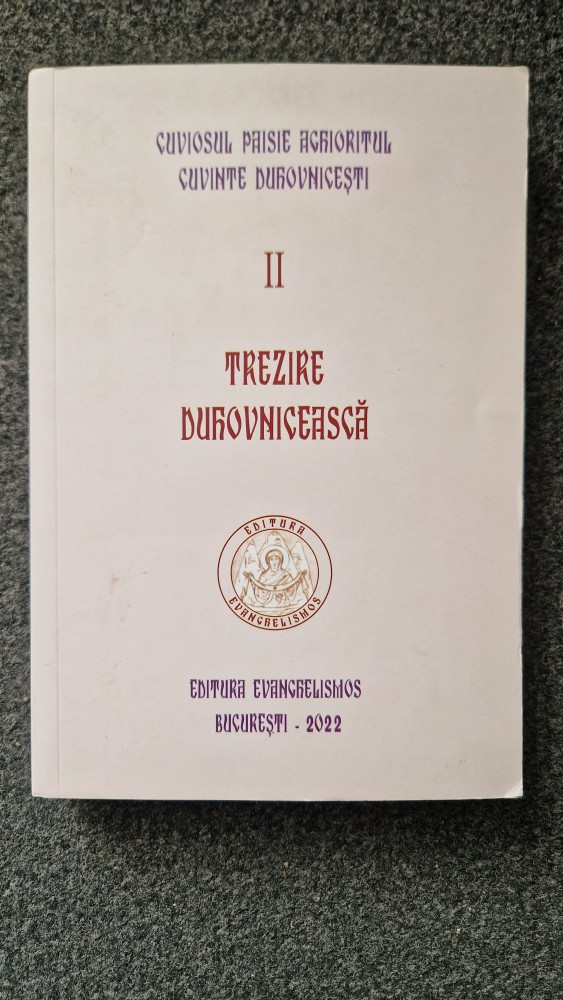 CUVIOSUL PAISIE AGHIORITUL
CUVINTE DUHOVNICEȘTI
II
TREZIRE
DUHOVNICEASCĂ
EDITURA
EVANGHELISMOS
EDITURA EVANGHELISMOS
BUCUREȘTI - 2022